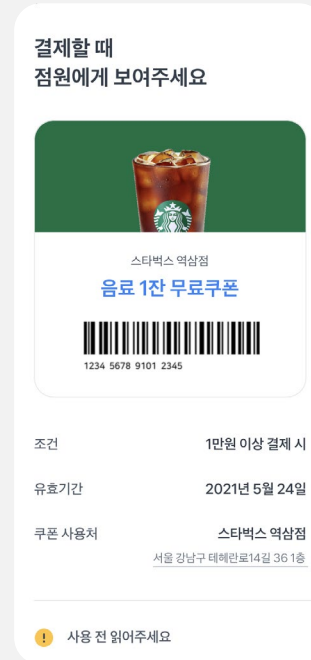 결제할 때
점원에게 보여주세요
스타벅스 역삼점
음료 1잔 무료쿠폰
1234 5678 9101 2345
조건
1만원 이상 결제 시
유효기간
2021년 5월 24일
쿠폰 사용처
스타벅스 역삼점
서울 강남구 테헤란로14길 36 1층
! 사용 전 읽어주세요